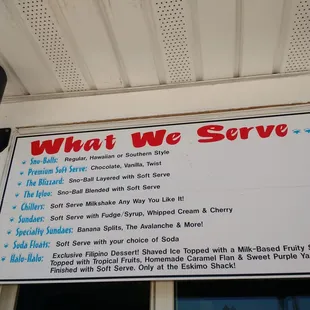 What We Serve
Sno-Balls: Regular, Hawaiian or Southern Style
Premium Soft Serve: Chocolate, Vanilla, Twist
The Blizzard: Sno-Ball Layered with Soft Serve
The Igloo: Sno-Ball Blended with Soft Serve
Chillers: Soft Serve Milkshake Any Way You Like It!
Sundaes: Soft Serve with Fudge/Syrup, Whipped Cream & Cherry
Specialty Sundaes: Banana Splits, The Avalanche & More!
Soda Floats: Soft Serve with your choice of Soda
Halo-Halo: Exclusive Filipino Dessert! Shaved Ice Topped with a Milk-Based Fruity
Topped with Tropical Fruits, Homemade Caramel Flan & Sweet Purple
Finished with Soft Serve. Only at the Eskimo Shack!